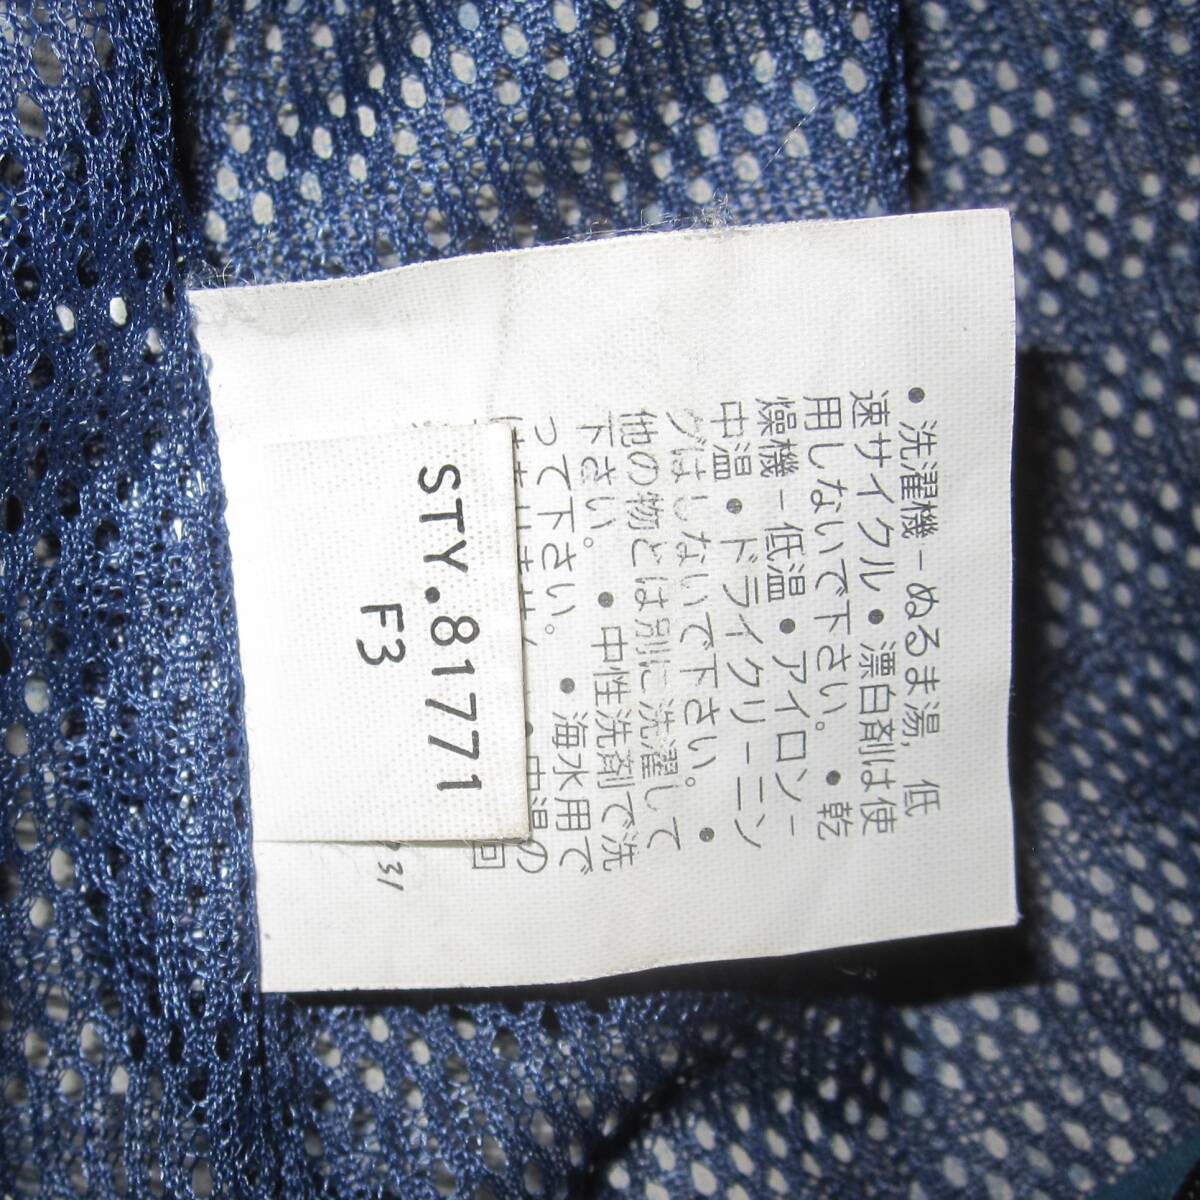 • 洗濯機－ぬるま湯, 低
速サイクル • 漂白剤は使
用しないで下さい。 • 乾
燥機－低温 • アイロン－
中温 • ドライクリーニン
グはしないで下さい。 •
他の物とは別に洗濯して
下さい。 • 中性洗剤で洗
って下さい。 • 海水用で
の
回
STY.81771
F3
31